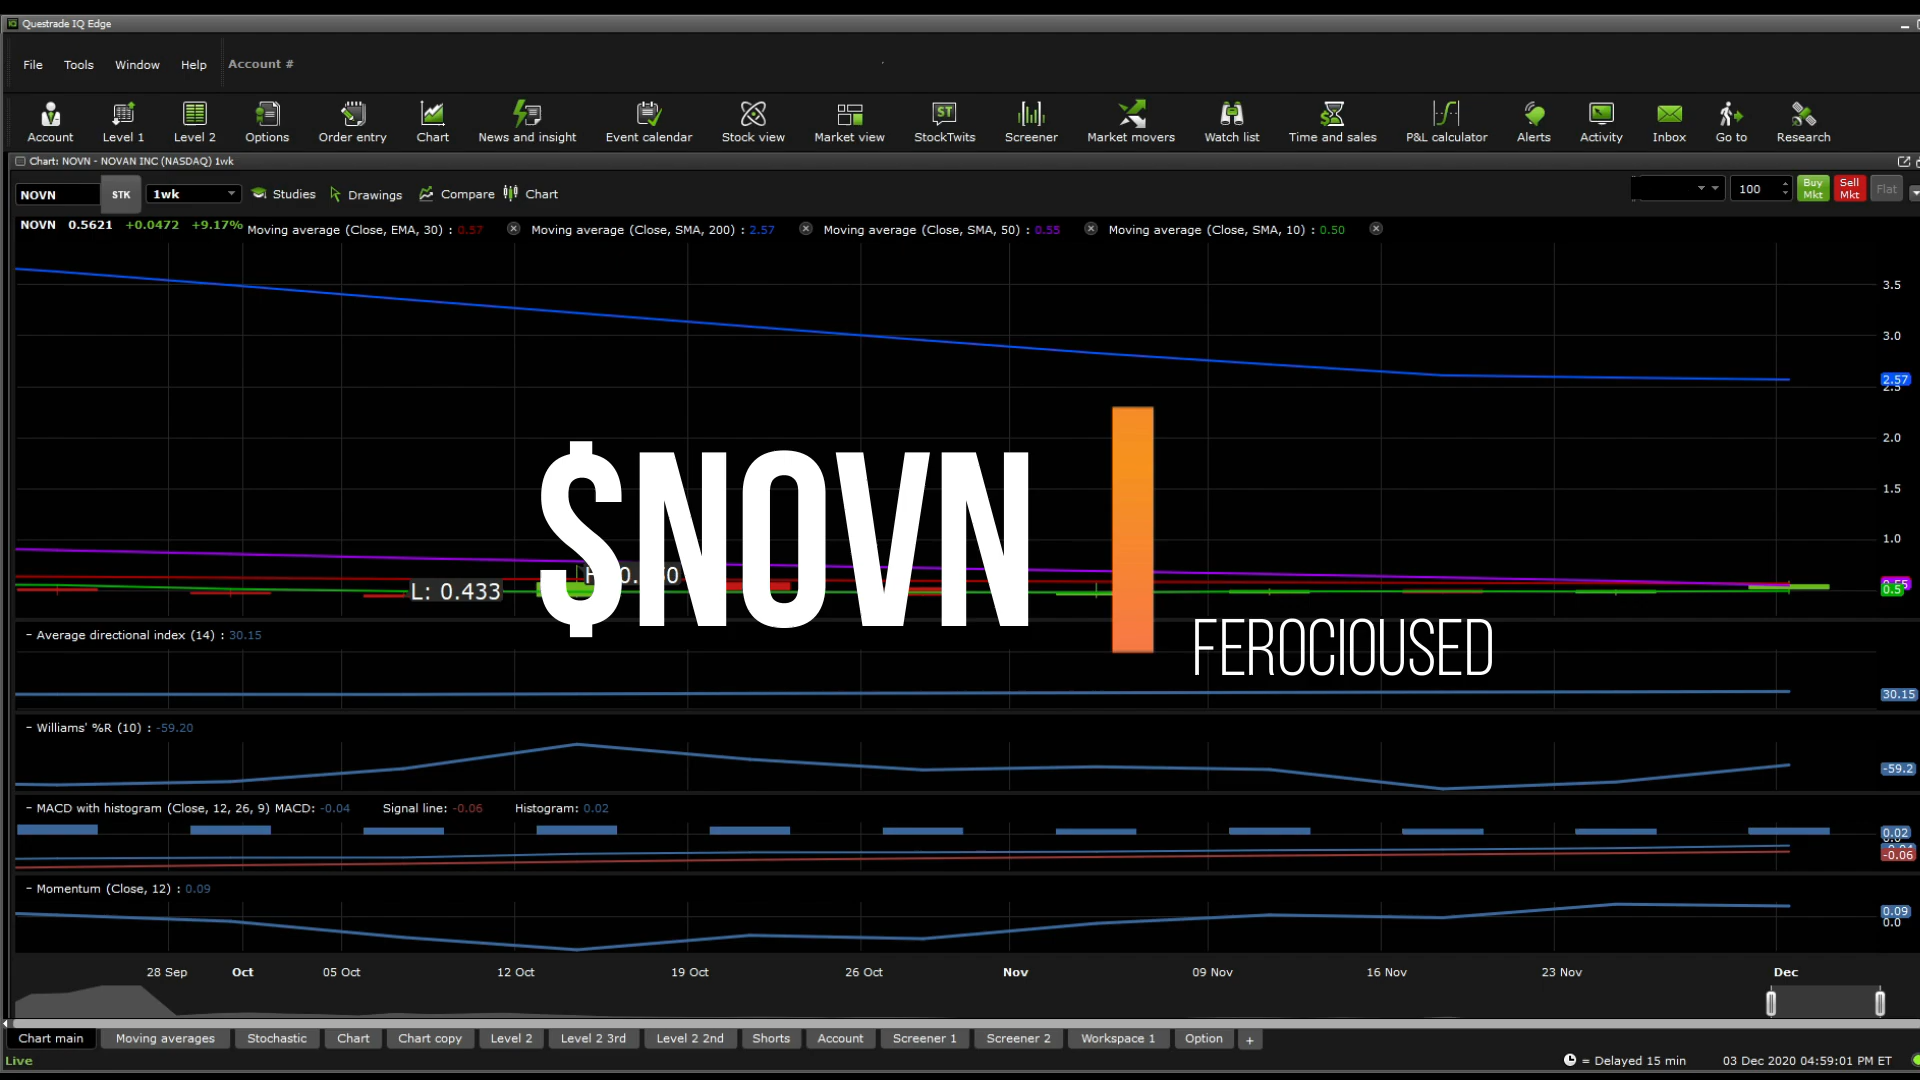 Questrade IQ Edge
File Tools Window Help Account #
Account Level 1 Level 2 Options Order entry Chart News and insight Event calendar Stock view Market view StockTwits Screener Market movers Watch list Time and sales P&L calculator Alerts Activity Inbox Go to Research
Chart: NOVN - NOVAN INC (NASDAQ) 1wk
NOVN STK 1wk Studies Drawings Compare Chart 100 Buy Mkt Sell Mkt Flat
NOVN 0.5621 +0.0472 +9.17% Moving average (Close, EMA, 30) : 0.57 Moving average (Close, SMA, 200) : 2.57 Moving average (Close, SMA, 50) : 0.55 Moving average (Close, SMA, 10) : 0.50
3.5
3.0
2.57
2.5
2.0
1.5
1.0
0.55
0.5
$NOVN
L: 0.433
FEROCIOUSED
- Average directional index (14) : 30.15
30.15
- Williams' %R (10) : -59.20
-59.2
- MACD with histogram (Close, 12, 26, 9) MACD: -0.04 Signal line: -0.06 Histogram: 0.02
0.02
-0.06
- Momentum (Close, 12) : 0.09
0.09
0.0
28 Sep Oct 05 Oct 12 Oct 19 Oct 26 Oct Nov 09 Nov 16 Nov 23 Nov Dec
Chart main Moving averages Stochastic Chart Chart copy Level 2 Level 2 3rd Level 2 2nd Shorts Account Screener 1 Screener 2 Workspace 1 Option +
Live = Delayed 15 min 03 Dec 2020 04:59:01 PM ET